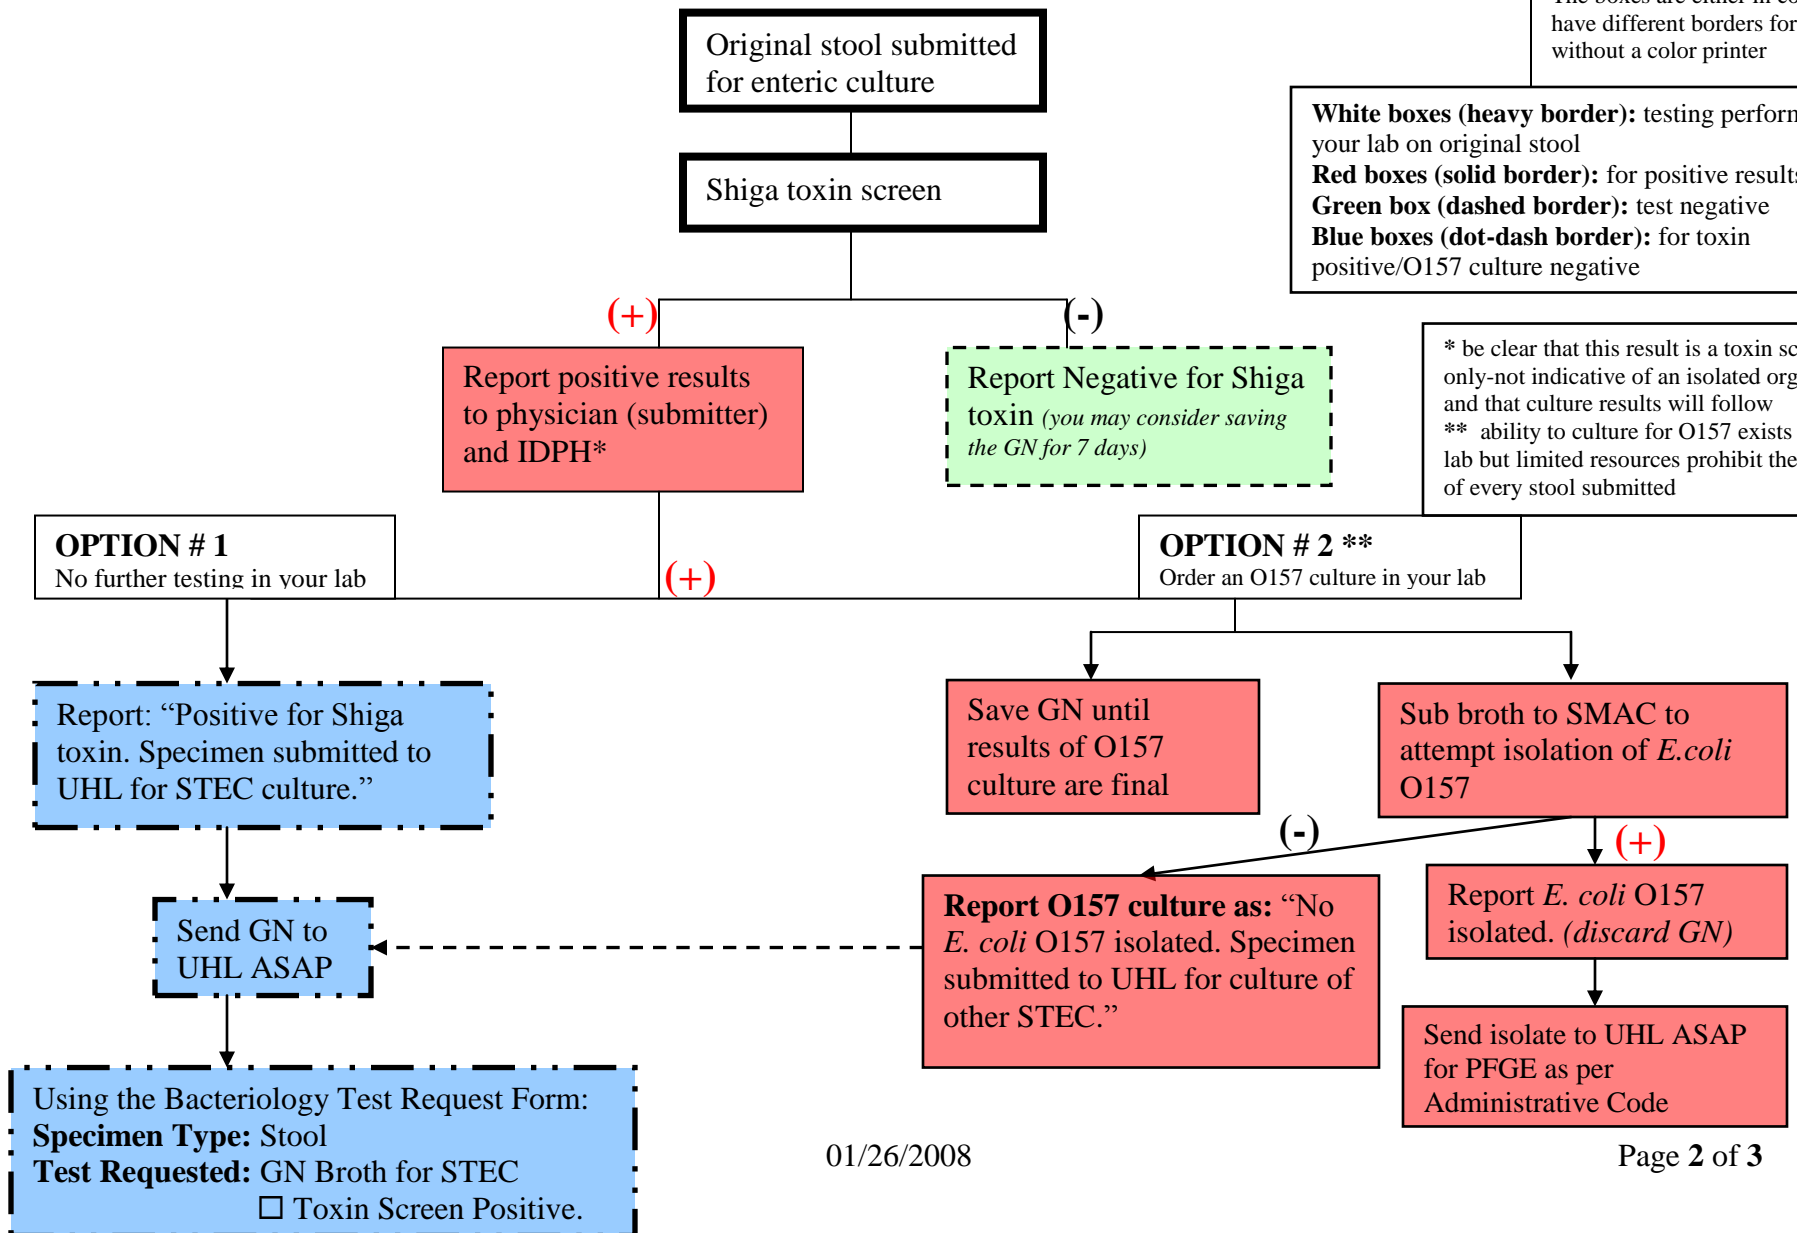 The boxes are either in
have different borders for
without a color printer
Original stool submitted
for enteric culture
White boxes (heavy border): testing
your lab on original stool
Red boxes (solid border): for positive results
Green box (dashed border): test negative
Blue boxes (dot-dash border): for toxin
positive/O157 culture negative
Shiga toxin screen
(+)
(-)
Report positive results
to physician (submitter)
and IDPH*
Report Negative for Shiga
toxin (you may consider saving
the GN for 7 days)
* be clear that this result is a toxin
only-not indicative of an isolated
and that culture results will follow
** ability to culture for O157 exists
lab but limited resources prohibit the
of every stool submitted
OPTION # 1
No further testing in your lab
(+)
OPTION # 2 **
Order an O157 culture in your lab
Report: “Positive for Shiga
toxin. Specimen submitted to
UHL for STEC culture.”
Save GN until
results of O157
culture are final
Sub broth to SMAC to
attempt isolation of E.coli
O157
(-)
(+)
Send GN to
UHL ASAP
Report O157 culture as: “No
E. coli O157 isolated. Specimen
submitted to UHL for culture of
other STEC.”
Report E. coli O157
isolated. (discard GN)
Send isolate to UHL ASAP
for PFGE as per
Administrative Code
Using the Bacteriology Test Request Form:
Specimen Type: Stool
Test Requested: GN Broth for STEC
☐ Toxin Screen Positive.
01/26/2008
Page 2 of 3